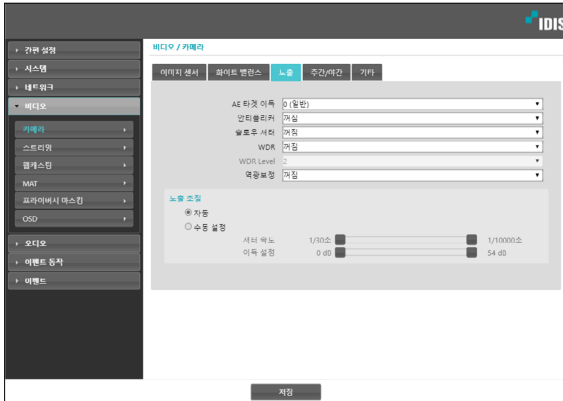 IDIS
간편 설정
시스템
네트워크
비디오
카메라
스트리밍
웹캐스팅
MAT
프라이버시 마스킹
OSD
오디오
이벤트 동작
이벤트
비디오 / 카메라
이미지 센서 화이트 밸런스 노출 주간/야간 기타
AE 타겟 이득 0 (일반)
안티플리커 꺼짐
슬로우 셔터 꺼짐
WDR 꺼짐
WDR Level 2
역광보정 꺼짐
노출 조절
자동
수동 설정
셔터 속도 1/30초 1/10000초
이득 설정 0 dB 54 dB
저장